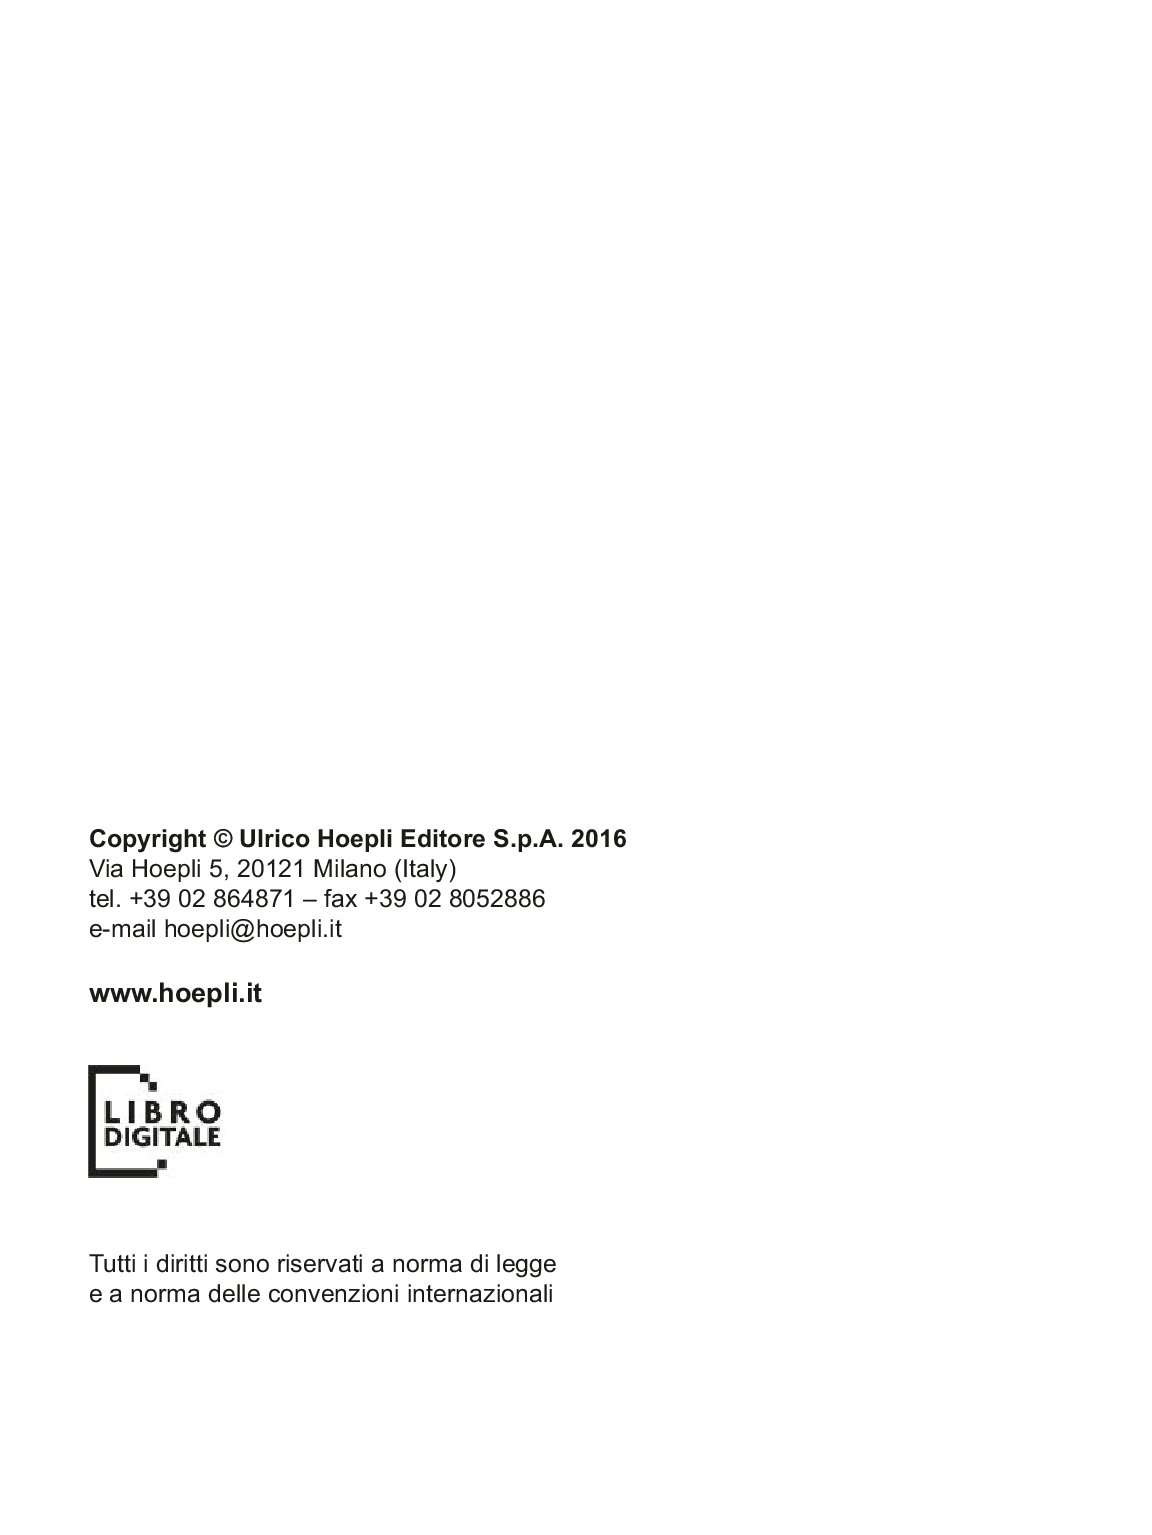 Copyright © Ulrico Hoepli Editore S.p.A. 2016
Via Hoepli 5, 20121 Milano (Italy)
tel. +39 02 864871 – fax +39 02 8052886
e-mail hoepli@hoepli.it
www.hoepli.it
LIBRO
DIGITALE
Tutti i diritti sono riservati a norma di legge
e a norma delle convenzioni internazionali